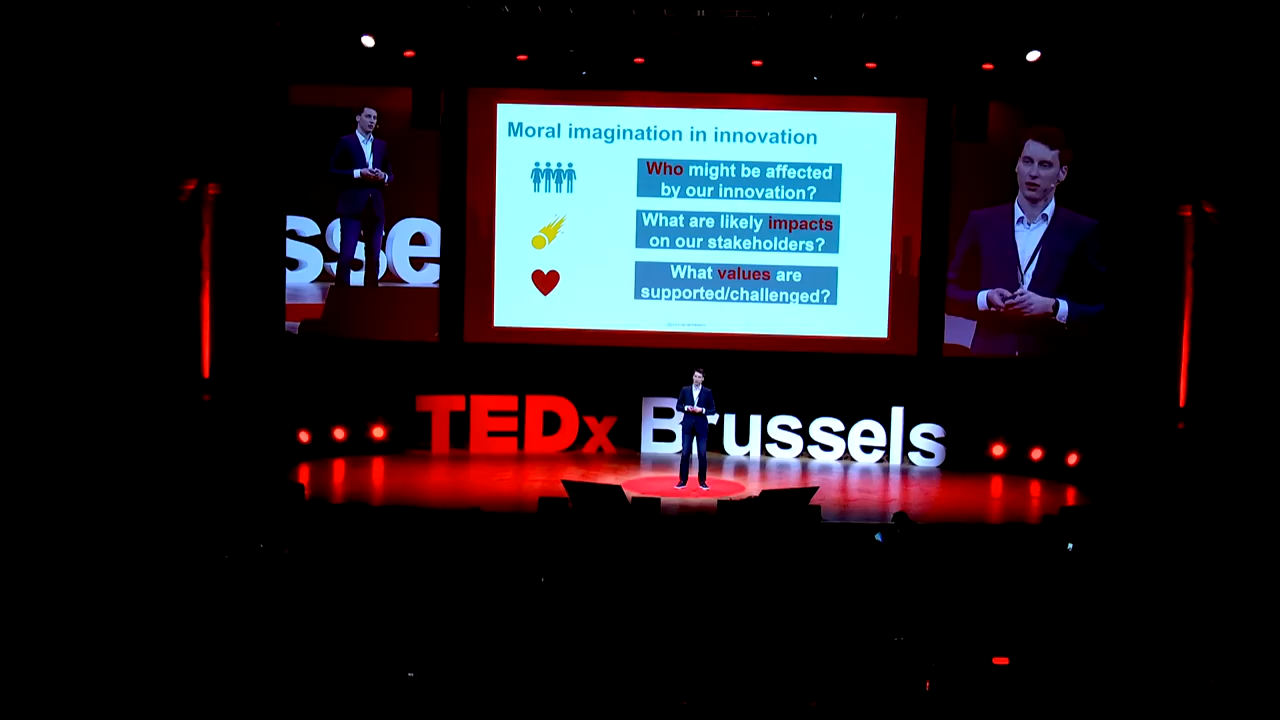 Moral imagination in innovation
Who might be affected
by our innovation?
What are likely impacts
on our stakeholders?
What values are
supported/challenged?
sse
TEDx Brussels